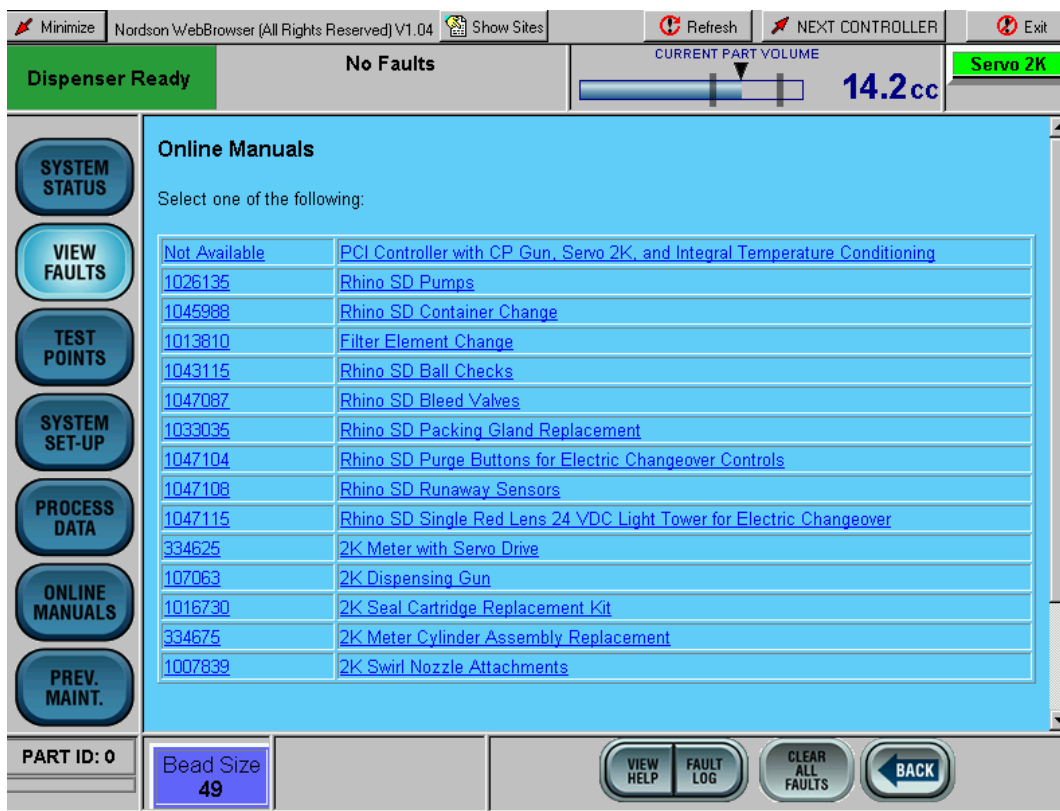 Minimize Nordson WebBrowser (All Rights Reserved) V1.04 Show Sites Refresh NEXT CONTROLLER Exit
Dispenser Ready
No Faults
CURRENT PART VOLUME
14.2cc
Servo 2K
SYSTEM
STATUS
VIEW
FAULTS
TEST
POINTS
SYSTEM
SET-UP
PROCESS
DATA
ONLINE
MANUALS
PREV.
MAINT.
Online Manuals
Select one of the following:
Not Available PCI Controller with CP Gun, Servo 2K, and Integral Temperature Conditioning
1026135 Rhino SD Pumps
1045988 Rhino SD Container Change
1013810 Filter Element Change
1043115 Rhino SD Ball Checks
1047087 Rhino SD Bleed Valves
1033035 Rhino SD Packing Gland Replacement
1047104 Rhino SD Purge Buttons for Electric Changeover Controls
1047108 Rhino SD Runaway Sensors
1047115 Rhino SD Single Red Lens 24 VDC Light Tower for Electric Changeover
334625 2K Meter with Servo Drive
107063 2K Dispensing Gun
1016730 2K Seal Cartridge Replacement Kit
334675 2K Meter Cylinder Assembly Replacement
1007839 2K Swirl Nozzle Attachments
PART ID: 0
Bead Size
49
VIEW
HELP
FAULT
LOG
CLEAR
ALL
FAULTS
BACK